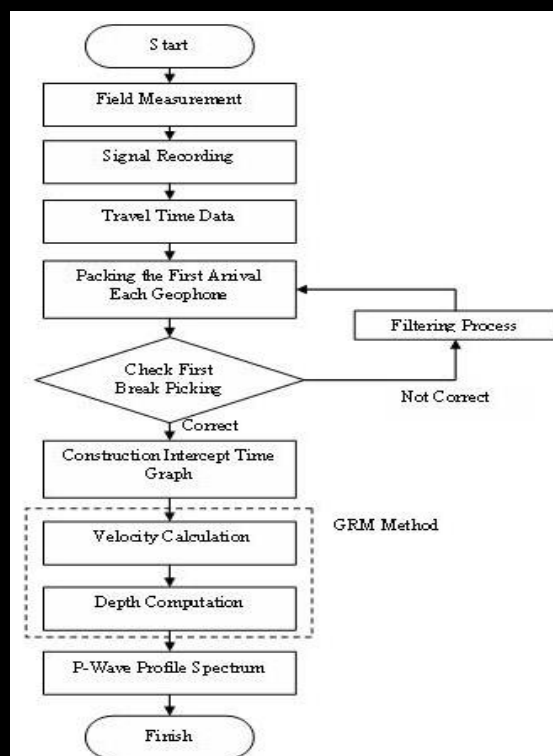 Start
Field Measurement
Signal Recording
Travel Time Data
Packing the First Arrival
Each Geophone
Filtering Process
Check First
Break Picking
Not Correct
Correct
Construction Intercept Time
Graph
GRM Method
Velocity Calculation
Depth Computation
P-Wave Profile Spectrum
Finish